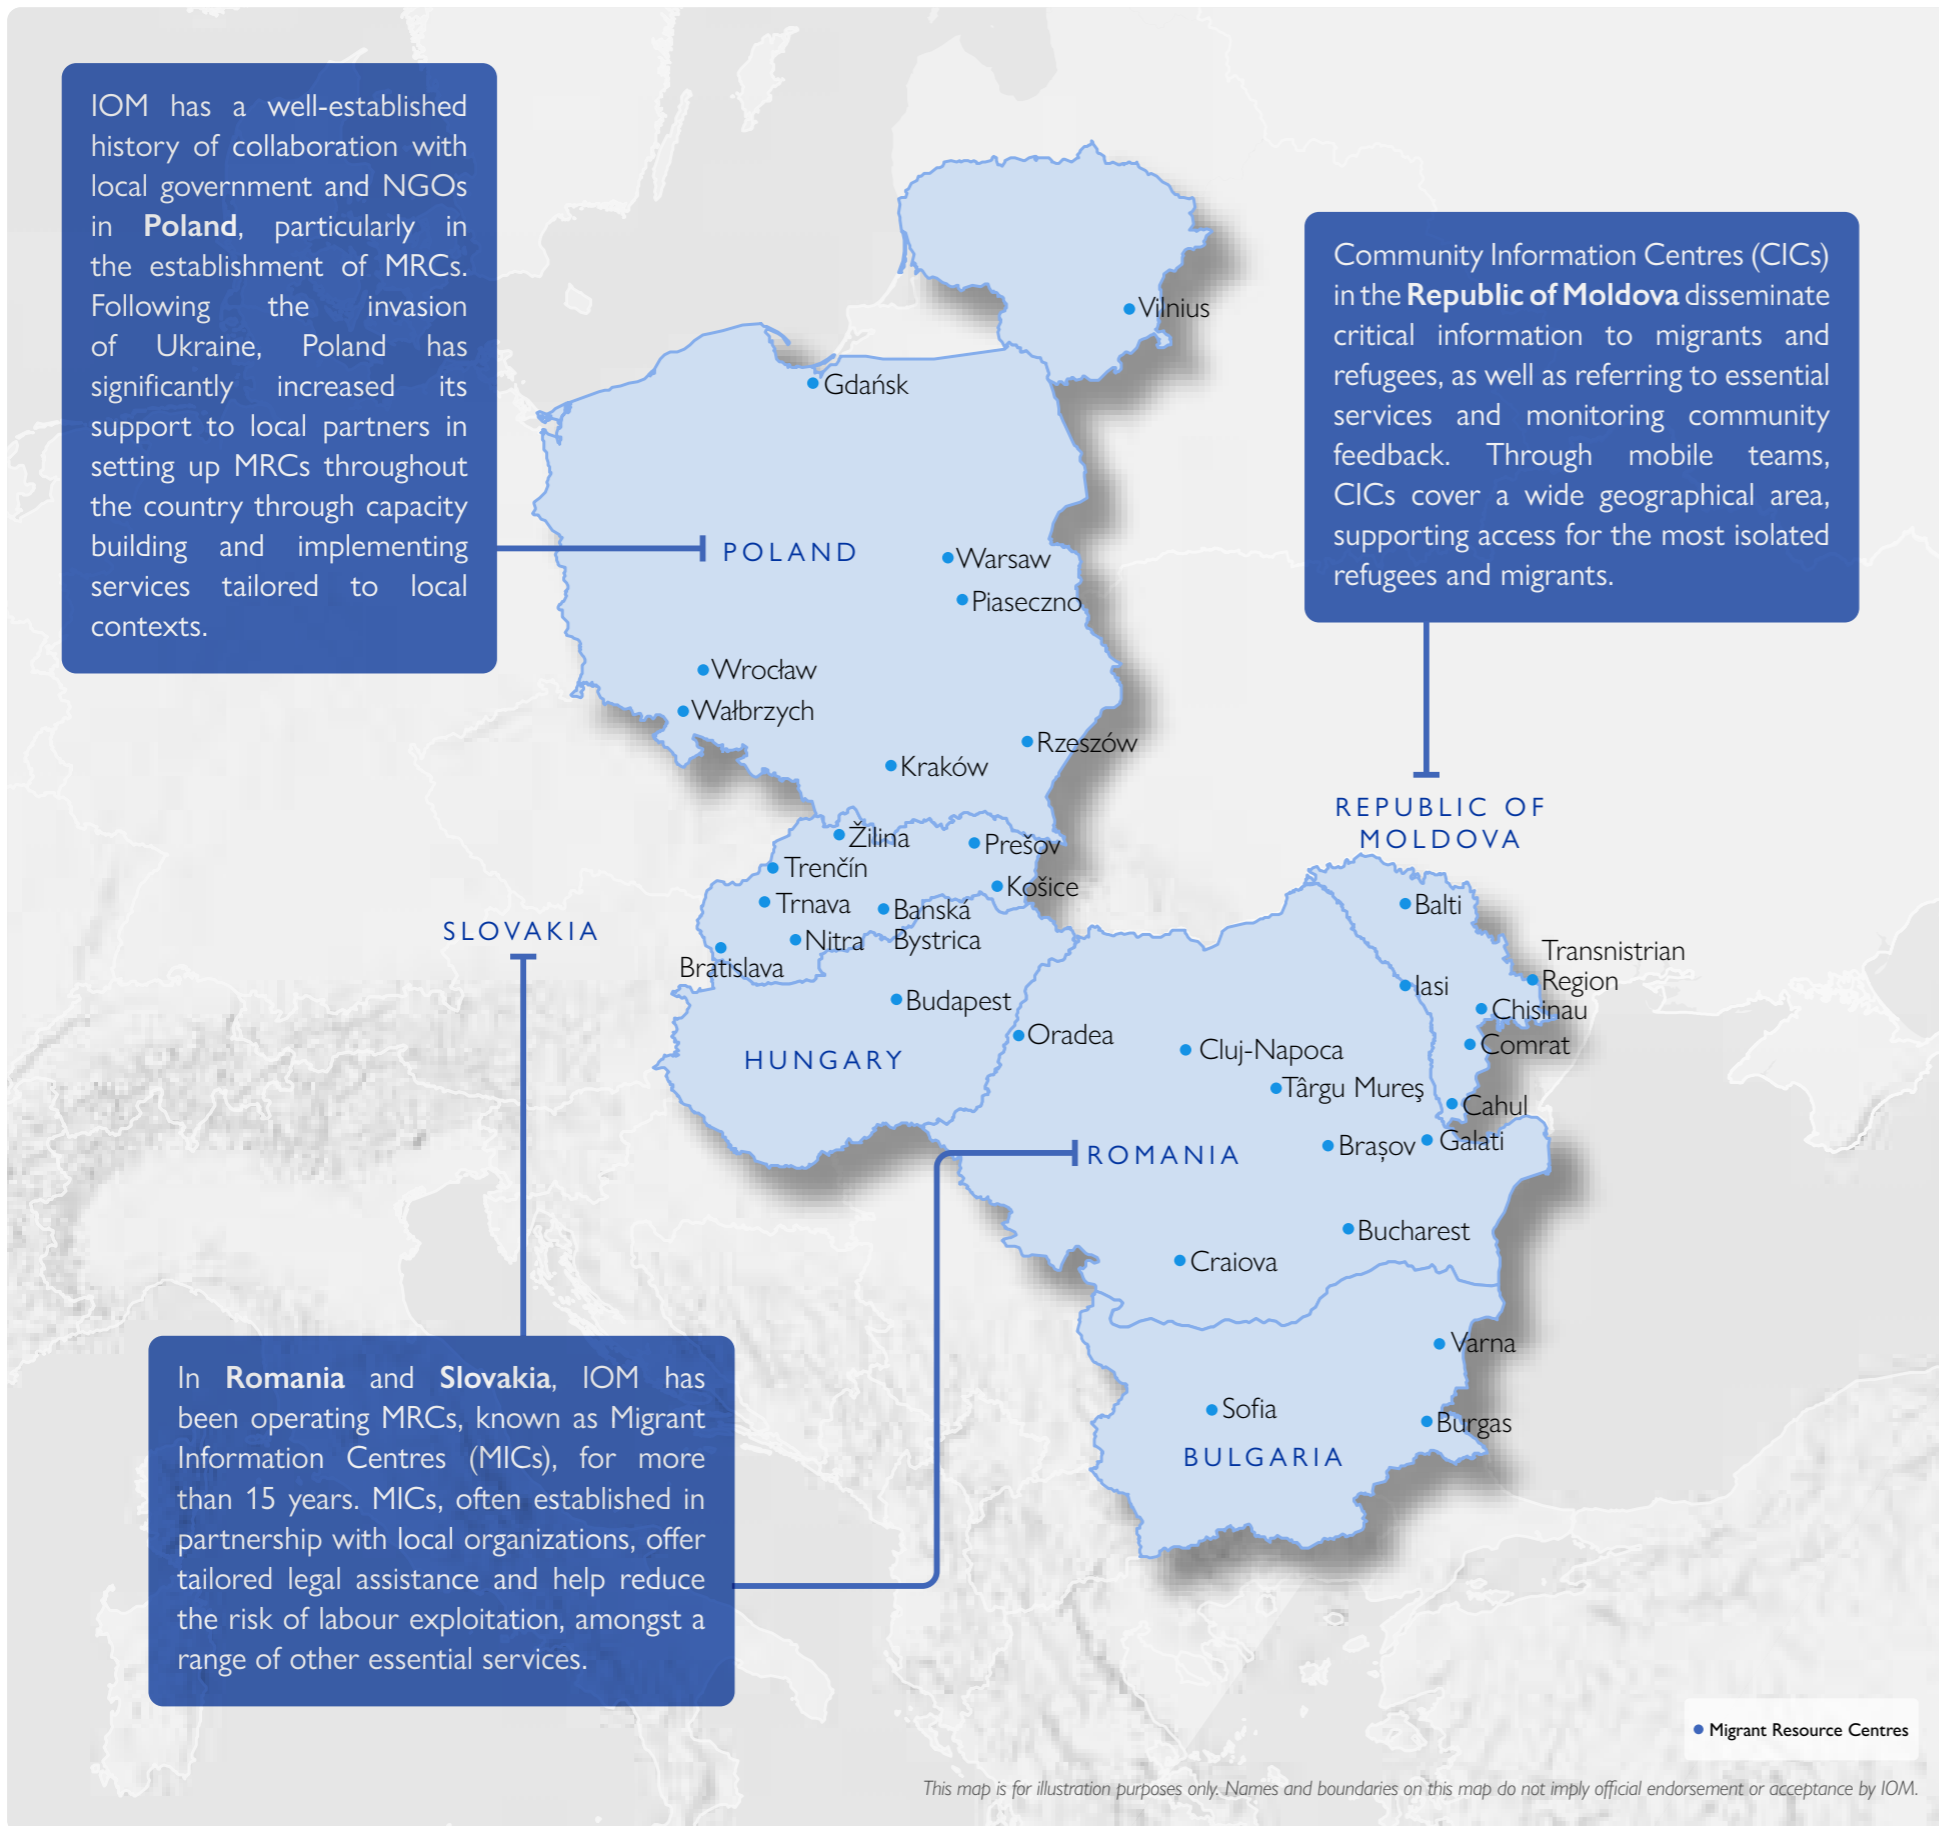 IOM has a well-established
history of collaboration with
local government and NGOs
in Poland, particularly in
the establishment of MRCs.
Following the invasion
of Ukraine, Poland has
significantly increased its
support to local partners in
setting up MRCs throughout
the country through capacity
building and implementing
services tailored to local
contexts.
Community Information Centres (CICs)
in the Republic of Moldova disseminate
critical information to migrants and
refugees, as well as referring to essential
services and monitoring community
feedback. Through mobile teams,
CICs cover a wide geographical area,
supporting access for the most isolated
refugees and migrants.
Vilnius
Gdańsk
POLAND
Warsaw
Piaseczno
Wrocław
Wałbrzych
Rzeszów
Kraków
REPUBLIC OF
MOLDOVA
Žilina
Prešov
Trenčín
Košice
Trnava
Banská
Bystrica
Nitra
Bratislava
SLOVAKIA
Balti
Transnistrian
Region
Iasi
Chisinau
Budapest
Oradea
Comrat
HUNGARY
Cluj-Napoca
Târgu Mureş
Cahul
Galati
Brașov
ROMANIA
Bucharest
Craiova
Varna
Sofia
Burgas
BULGARIA
In Romania and Slovakia, IOM has
been operating MRCs, known as Migrant
Information Centres (MICs), for more
than 15 years. MICs, often established in
partnership with local organizations, offer
tailored legal assistance and help reduce
the risk of labour exploitation, amongst a
range of other essential services.
Migrant Resource Centres
This map is for illustration purposes only. Names and boundaries on this map do not imply official endorsement or acceptance by IOM.